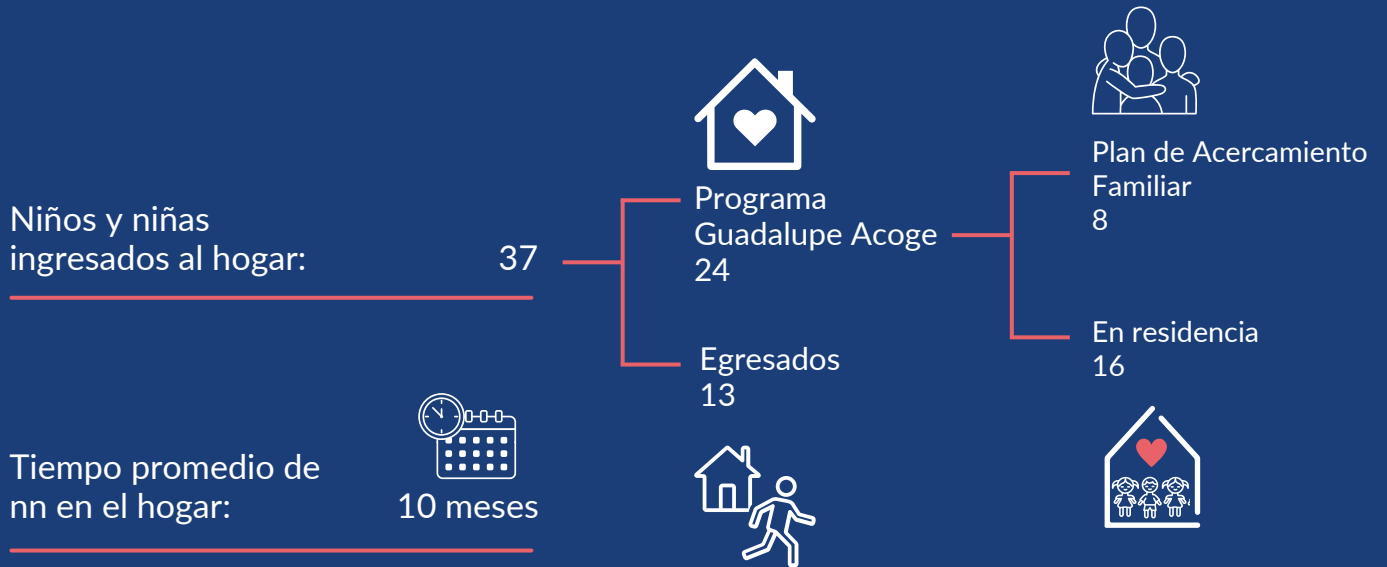 Niños y niñas
ingresados al hogar: 37
Programa
Guadalupe Acoge
24
Egresados
13
Plan de Acercamiento
Familiar
8
En residencia
16
Tiempo promedio de
nn en el hogar: 10 meses